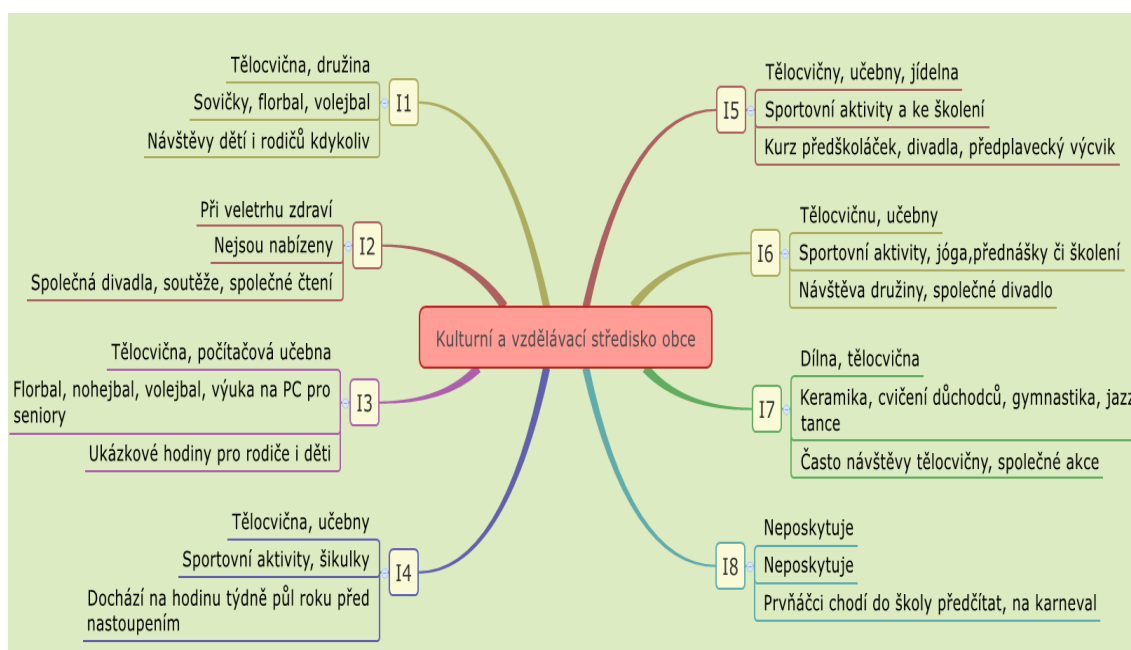 Kulturní a vzdělávací středisko obce
I1
Tělocvična, družina
Sovičky, florbal, volejbal
Návštěvy dětí i rodičů kdykoliv
I2
Při veletrhu zdraví
Nejsou nabízeny
Společná divadla, soutěže, společné čtení
I3
Tělocvična, počítačová učebna
Florbal, nohejbal, volejbal, výuka na PC pro
seniory
Ukázkové hodiny pro rodiče i děti
I4
Tělocvična, učebny
Sportovní aktivity, šikulky
Dochází na hodinu týdně půl roku před
nastoupením
I5
Tělocvičny, učebny, jídelna
Sportovní aktivity a ke školení
Kurz předškoláček, divadla, předplavecký výcvik
I6
Tělocvičnu, učebny
Sportovní aktivity, jóga,přednášky či školení
Návštěva družiny, společné divadlo
I7
Dílna, tělocvična
Keramika, cvičení důchodců, gymnastika, jazz
tance
Často návštěvy tělocvičny, společné akce
I8
Neposkytuje
Neposkytuje
Prvňáčci chodí do školy předčítat, na karneval